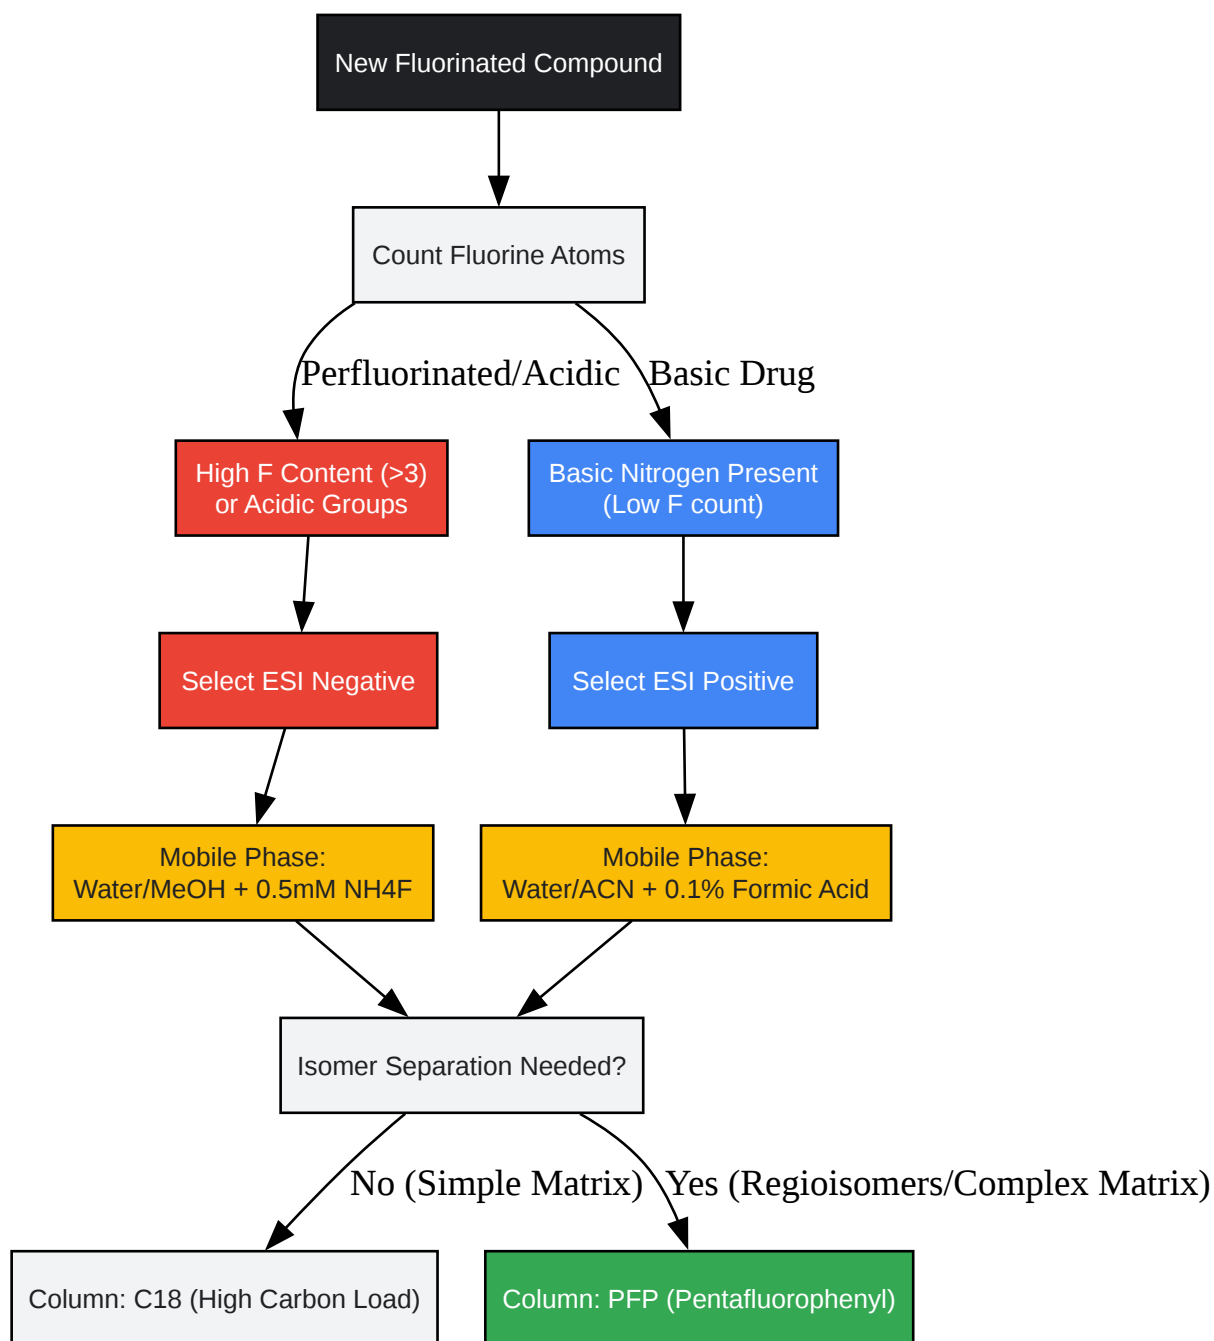 New Fluorinated Compound
Count Fluorine Atoms
Perfluorinated/Acidic
Basic Drug
High F Content (>3)
or Acidic Groups
Basic Nitrogen Present
(Low F count)
Select ESI Negative
Select ESI Positive
Mobile Phase:
Water/MeOH + 0.5mM NH4F
Mobile Phase:
Water/ACN + 0.1% Formic Acid
Isomer Separation Needed?
No (Simple Matrix)
Yes (Regioisomers/Complex Matrix)
Column: C18 (High Carbon Load)
Column: PFP (Pentafluorophenyl)